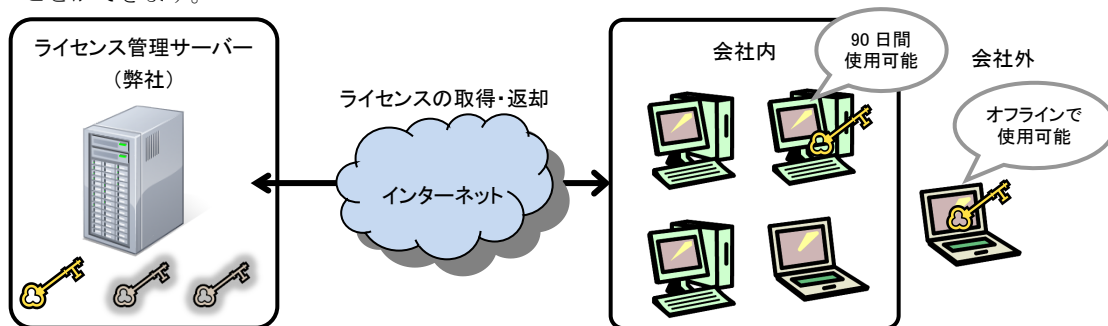 ライセンス管理サーバー
（弊社）
ライセンスの取得・返却
インターネット
会社内
90 日間
使用可能
会社外
オフラインで
使用可能